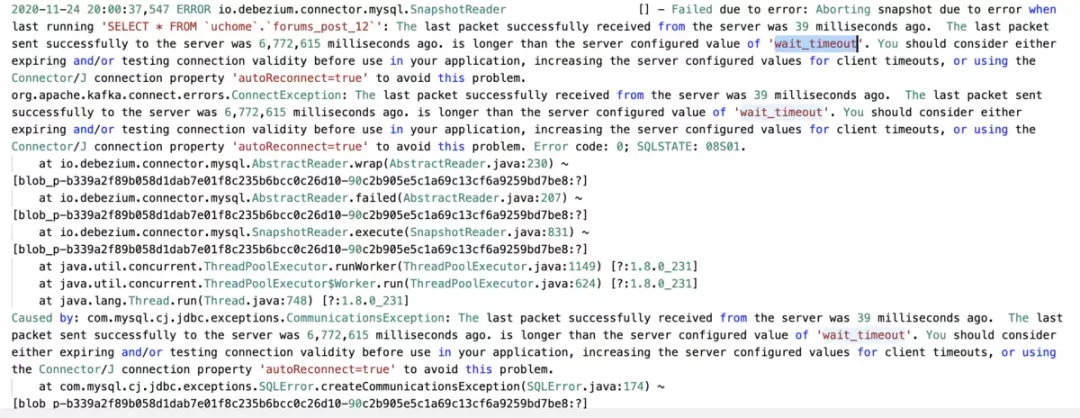 2020-11-24 20:00:37,547 ERROR io.debezium.connector.mysql.SnapshotReader [] - Failed due to error: Aborting snapshot due to error when
last running 'SELECT * FROM `uchome`.`forums_post_12`': The last packet successfully received from the server was 39 milliseconds ago.  The last packet
sent successfully to the server was 6,772,615 milliseconds ago. is longer than the server configured value of 'wait_timeout'. You should consider either
expiring and/or testing connection validity before use in your application, increasing the server configured values for client timeouts, or using the
Connector/J connection property 'autoReconnect=true' to avoid this problem.
org.apache.kafka.connect.errors.ConnectException: The last packet successfully received from the server was 39 milliseconds ago.  The last packet sent
successfully to the server was 6,772,615 milliseconds ago. is longer than the server configured value of 'wait_timeout'. You should consider either
expiring and/or testing connection validity before use in your application, increasing the server configured values for client timeouts, or using the
Connector/J connection property 'autoReconnect=true' to avoid this problem. Error code: 0; SQLSTATE: 08S01.
at io.debezium.connector.mysql.AbstractReader.wrap(AbstractReader.java:230) ~
[blob_p-b339a2f89b058d1dab7e01f8c235b6bcc0c26d10-90c2b905e5c1a69c13cf6a9259bd7be8:?]
at io.debezium.connector.mysql.AbstractReader.failed(AbstractReader.java:207) ~
[blob_p-b339a2f89b058d1dab7e01f8c235b6bcc0c26d10-90c2b905e5c1a69c13cf6a9259bd7be8:?]
at io.debezium.connector.mysql.SnapshotReader.execute(SnapshotReader.java:831) ~
[blob_p-b339a2f89b058d1dab7e01f8c235b6bcc0c26d10-90c2b905e5c1a69c13cf6a9259bd7be8:?]
at java.util.concurrent.ThreadPoolExecutor.runWorker(ThreadPoolExecutor.java:1149) [?:1.8.0_231]
at java.util.concurrent.ThreadPoolExecutor$Worker.run(ThreadPoolExecutor.java:624) [?:1.8.0_231]
at java.lang.Thread.run(Thread.java:748) [?:1.8.0_231]
Caused by: com.mysql.cj.jdbc.exceptions.CommunicationsException: The last packet successfully received from the server was 39 milliseconds ago.  The last
packet sent successfully to the server was 6,772,615 milliseconds ago. is longer than the server configured value of 'wait_timeout'. You should consider
either expiring and/or testing connection validity before use in your application, increasing the server configured values for client timeouts, or using
the Connector/J connection property 'autoReconnect=true' to avoid this problem.
at com.mysql.cj.jdbc.exceptions.SQLError.createCommunicationsException(SQLError.java:174) ~
[blob_p-b339a2f89b058d1dab7e01f8c235b6bcc0c26d10-90c2b905e5c1a69c13cf6a9259bd7be8:?]